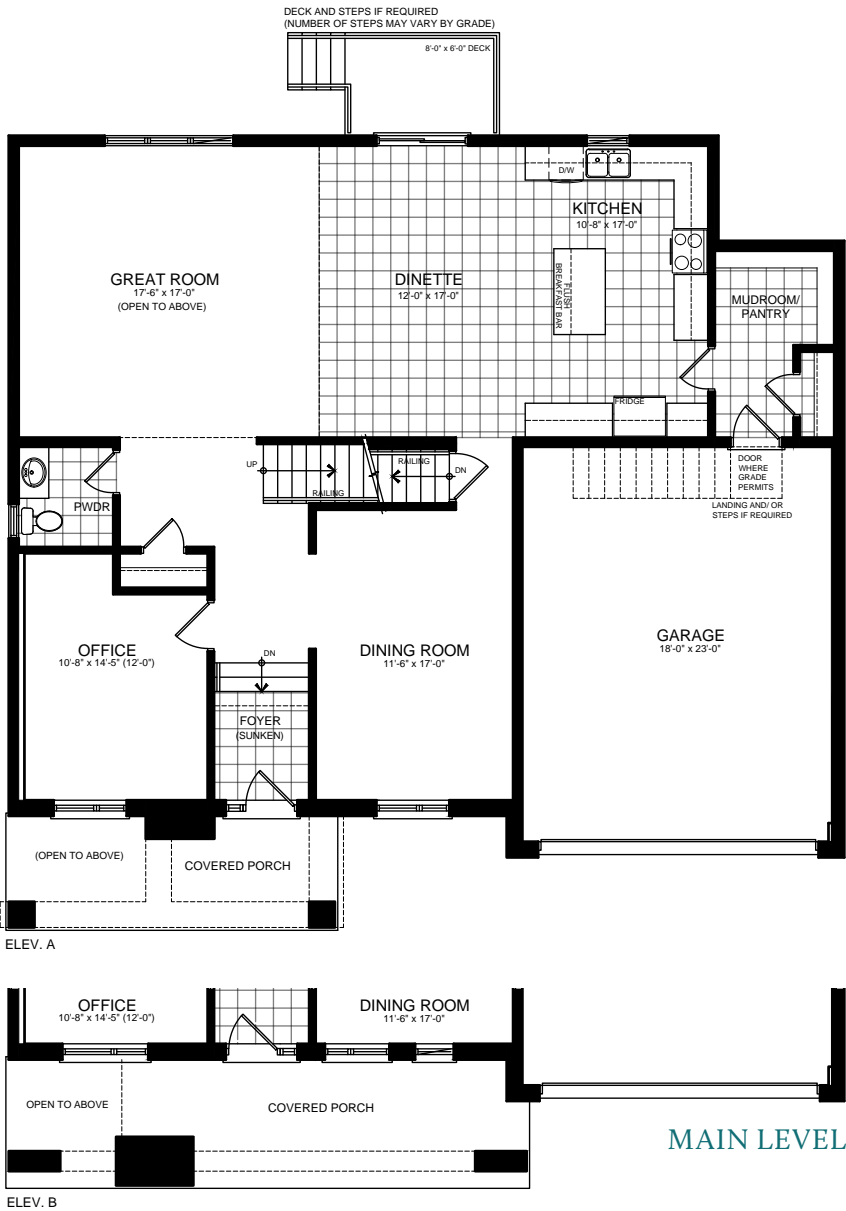 DECK AND STEPS IF REQUIRED
(NUMBER OF STEPS MAY VARY BY GRADE)
8'-0" x 6'-0" DECK
D/W
KITCHEN
10'-8" x 17'-0"
GREAT ROOM
17'-6" x 17'-0"
(OPEN TO ABOVE)
DINETTE
12'-0" x 17'-0"
FLUSH
BREAKFAST BAR
MUDROOM/
PANTRY
FRIDGE
UP
RAILING
RAILING
DN
DOOR
WHERE
GRADE
PERMITS
LANDING AND/ OR
STEPS IF REQUIRED
PWDR
OFFICE
10'-8" x 14'-5" (12'-0")
DN
DINING ROOM
11'-6" x 17'-0"
GARAGE
18'-0" x 23'-0"
FOYER
(SUNKEN)
(OPEN TO ABOVE)
COVERED PORCH
ELEV. A
OFFICE
10'-8" x 14'-5" (12'-0")
DINING ROOM
11'-6" x 17'-0"
OPEN TO ABOVE
COVERED PORCH
MAIN LEVEL
ELEV. B